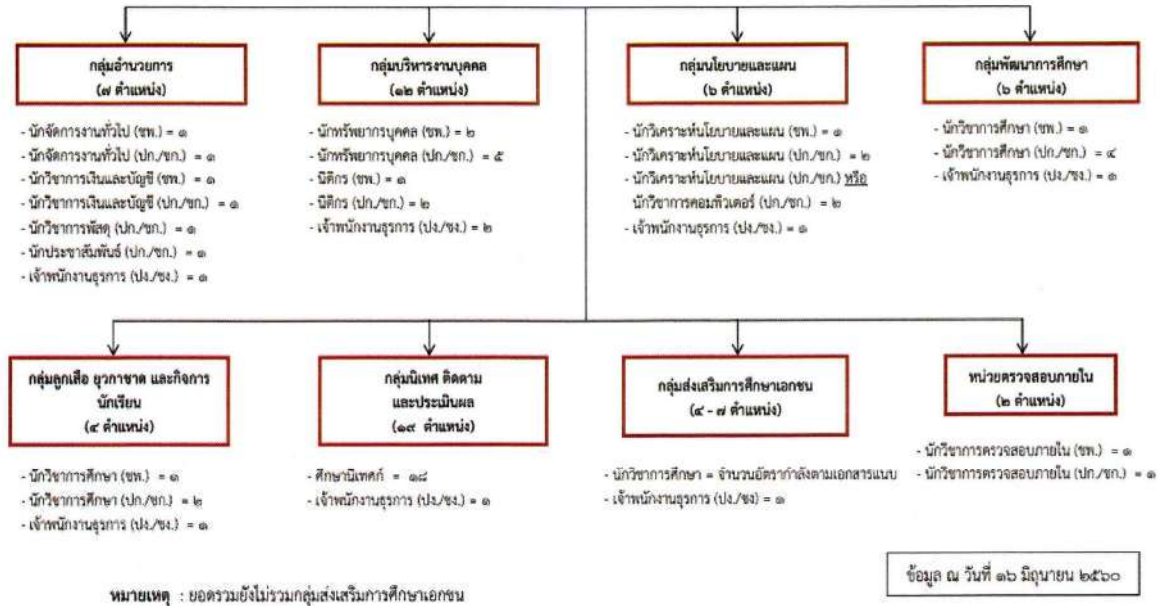 กลุ่มอำนวยการ
(๗ ตำแหน่ง)
- นักจัดการงานทั่วไป (ชพ.) = ๑
- นักจัดการงานทั่วไป (ปก./ชก.) = ๑
- นักวิชาการเงินและบัญชี (ชพ.) = ๑
- นักวิชาการเงินและบัญชี (ปก./ชก.) = ๑
- นักวิชาการพัสดุ (ปก./ชก.) = ๑
- นักประชาสัมพันธ์ (ปก./ชก.) = ๑
- เจ้าพนักงานธุรการ (ปง./ชง.) = ๑
กลุ่มบริหารงานบุคคล
(๑๒ ตำแหน่ง)
- นักทรัพยากรบุคคล (ชพ.) = ๒
- นักทรัพยากรบุคคล (ปก./ชก.) = ๕
- นิติกร (ชพ.) = ๑
- นิติกร (ปก./ชก.) = ๒
- เจ้าพนักงานธุรการ (ปง./ชง.) = ๒
กลุ่มนโยบายและแผน
(๖ ตำแหน่ง)
- นักวิเคราะห์นโยบายและแผน (ชพ.) = ๑
- นักวิเคราะห์นโยบายและแผน (ปก./ชก.) = ๒
- นักวิเคราะห์นโยบายและแผน (ปก./ชก.) หรือ
นักวิชาการคอมพิวเตอร์ (ปก./ชก.) = ๒
- เจ้าพนักงานธุรการ (ปง./ชง.) = ๑
กลุ่มพัฒนาการศึกษา
(๖ ตำแหน่ง)
- นักวิชาการศึกษา (ชพ.) = ๑
- นักวิชาการศึกษา (ปก./ชก.) = ๔
- เจ้าพนักงานธุรการ (ปง./ชง.) = ๑
กลุ่มลูกเสือ ยุวกาชาด และกิจการ
นักเรียน
(๔ ตำแหน่ง)
- นักวิชาการศึกษา (ชพ.) = ๑
- นักวิชาการศึกษา (ปก./ชก.) = ๒
- เจ้าพนักงานธุรการ (ปง./ชง.) = ๑
กลุ่มนิเทศ ติดตาม
และประเมินผล
(๑๙ ตำแหน่ง)
- ศึกษานิเทศก์ = ๑๘
- เจ้าพนักงานธุรการ (ปง./ชง.) = ๑
กลุ่มส่งเสริมการศึกษาเอกชน
(๔ - ๗ ตำแหน่ง)
- นักวิชาการศึกษา = จำนวนอัตรากำลังตามเอกสารแนบ
- เจ้าพนักงานธุรการ (ปง./ชง) = ๑
หน่วยตรวจสอบภายใน
(๒ ตำแหน่ง)
- นักวิชาการตรวจสอบภายใน (ชพ.) = ๑
- นักวิชาการตรวจสอบภายใน (ปก./ชก.) = ๑
ข้อมูล ณ วันที่ ๑๖ มิถุนายน ๒๕๖๐
หมายเหตุ : ยอดรวมยังไม่รวมกลุ่มส่งเสริมการศึกษาเอกชน